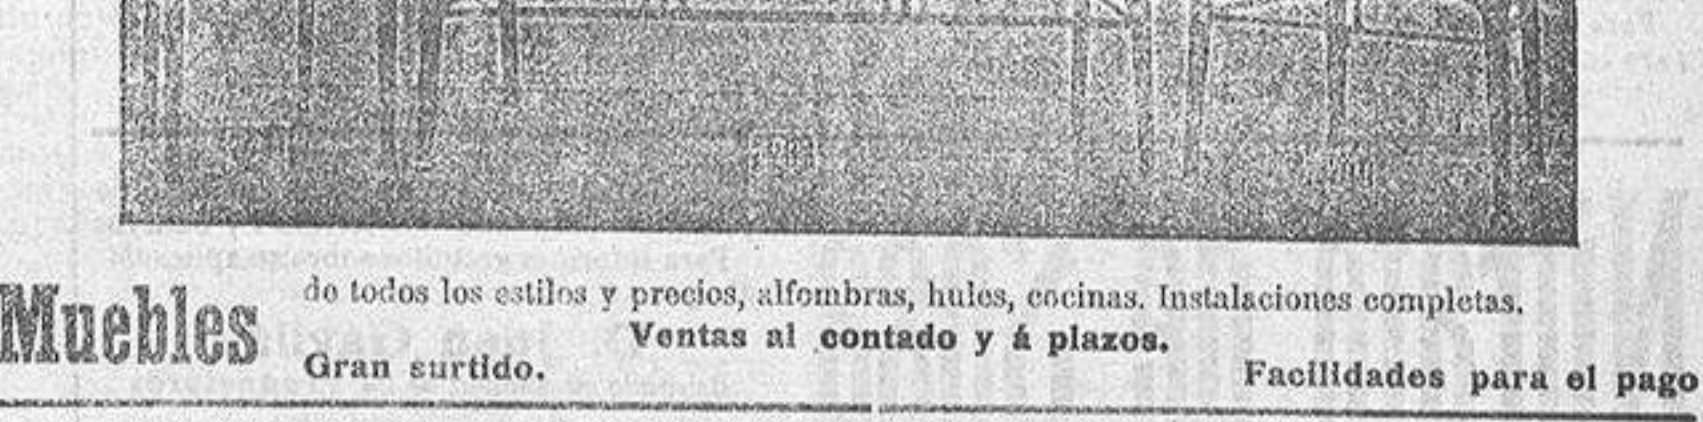 Muebles
de todos los estilos y precios, alfombras, hules, cocinas. Instalaciones completas.
Ventas al contado y á plazos.
Gran surtido.
Facilidades para el pago